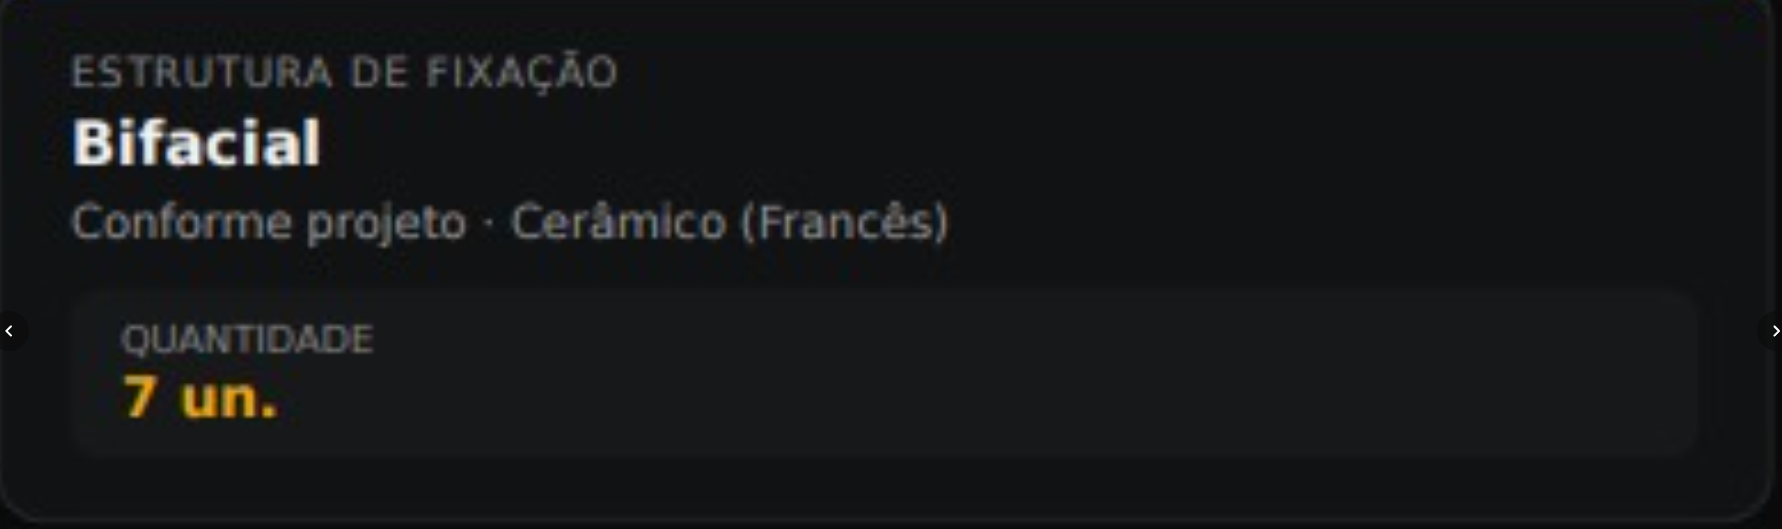 ESTRUTURA DE FIXAÇÃO
Bifacial
Conforme projeto · Cerâmico (Francês)
QUANTIDADE
7 un.